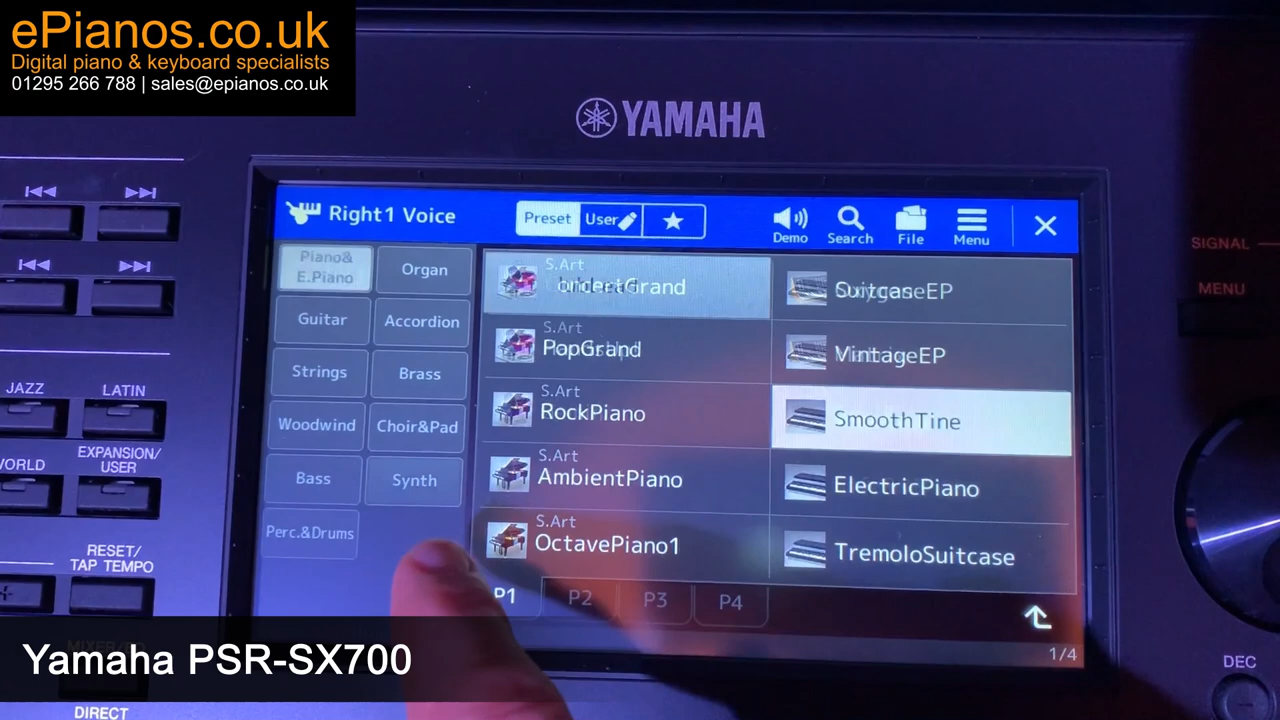 ePianos.co.uk
Digital piano & keyboard specialists
01295 266 788 | sales@epianos.co.uk
YAMAHA
Right1 Voice
Preset
User
Demo
Search
File
Menu
SIGNAL
MENU
Piano&
E.Piano
Organ
Guitar
Accordion
Strings
Brass
Woodwind
Choir&Pad
Bass
Synth
Perc.&Drums
S.Art
S.Art
PopGrand
S.Art
RockPiano
S.Art
AmbientPiano
S.Art
OctavePiano1
SuitcaseEP
VintageEP
SmoothTine
ElectricPiano
TremoloSuitcase
P1
P2
P3
P4
1/4
JAZZ
LATIN
EXPANSION/
USER
RESET/
TAP TEMPO
DIRECT
DEC
Yamaha PSR-SX700